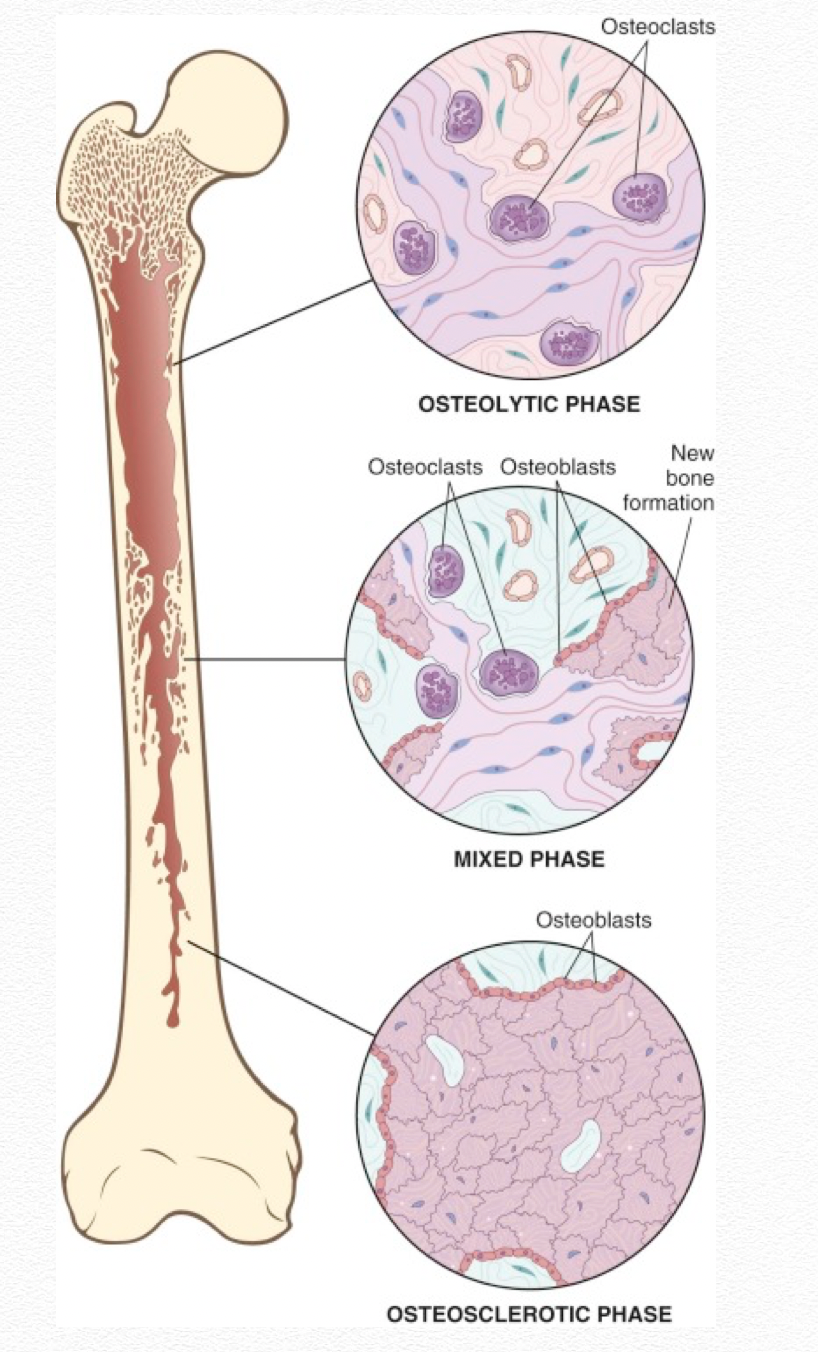 Osteoclasts
OSTEOLYTIC PHASE
Osteoclasts
Osteoblasts
New
bone
formation
MIXED PHASE
Osteoblasts
OSTEOSCLEROTIC PHASE